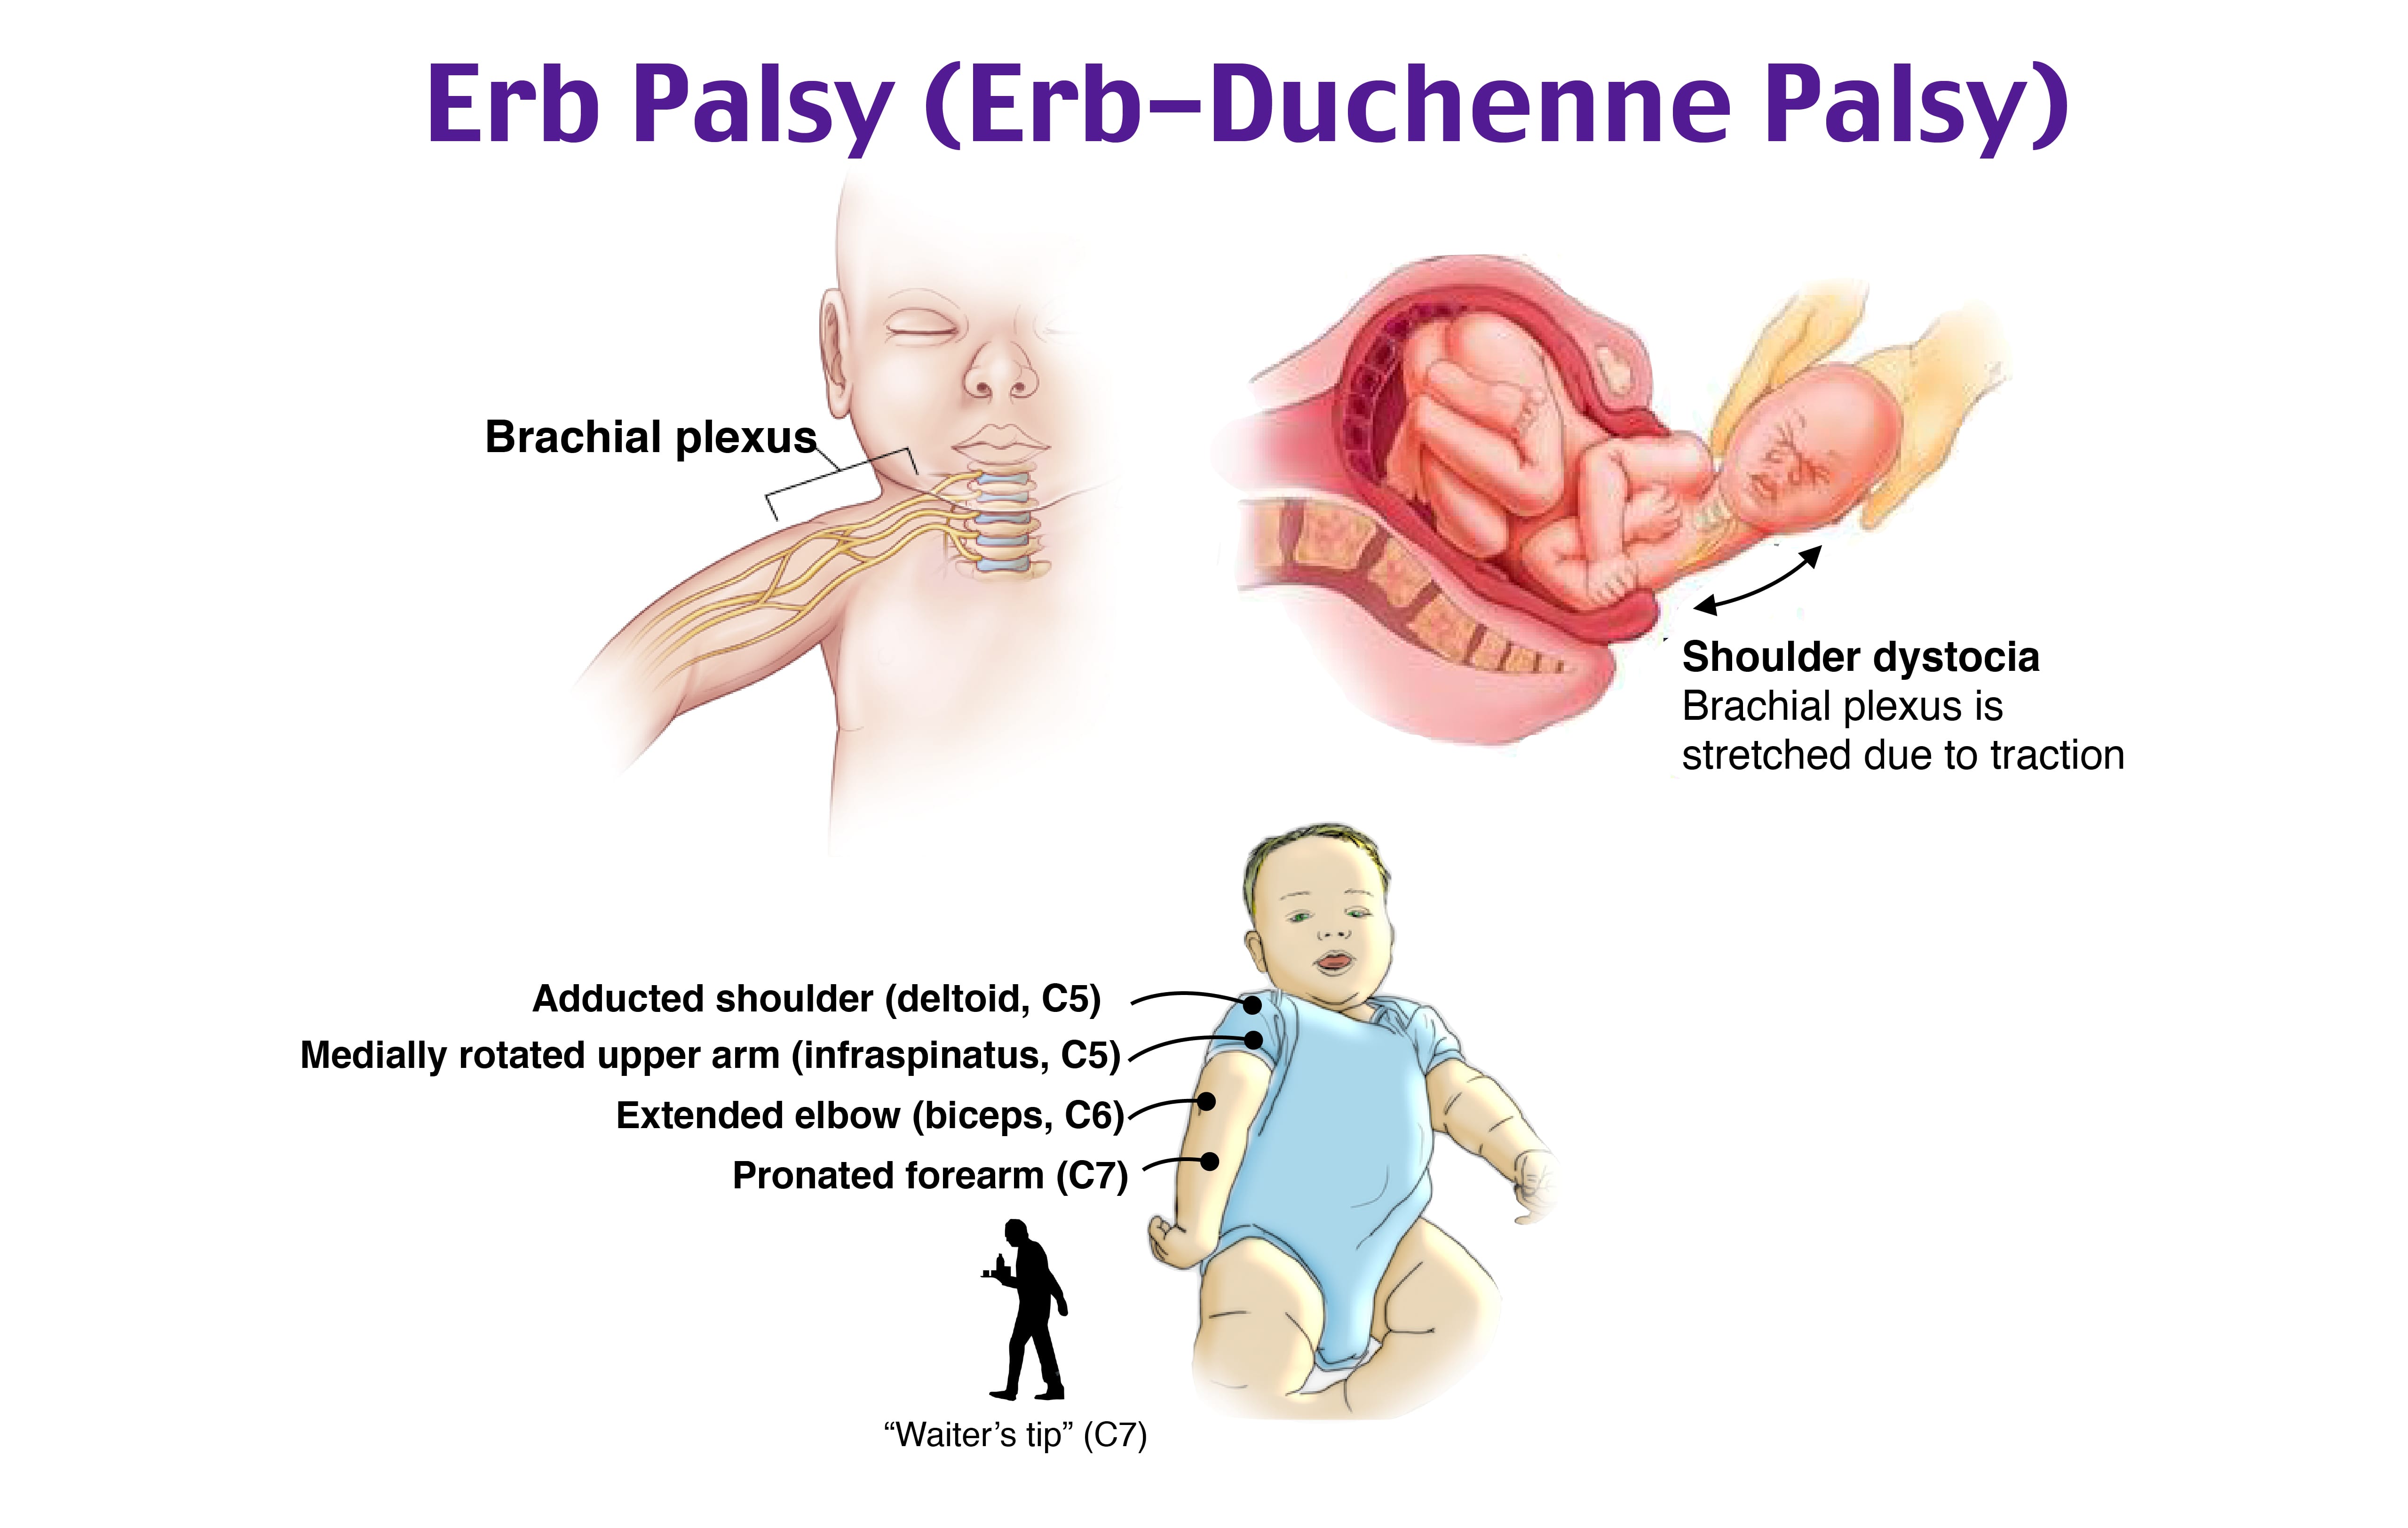 Erb Palsy (Erb–Duchenne Palsy)
Brachial plexus
Shoulder dystocia
Brachial plexus is
stretched due to traction
Adducted shoulder (deltoid, C5)
Medially rotated upper arm (infraspinatus, C5)
Extended elbow (biceps, C6)
Pronated forearm (C7)
“Waiter’s tip” (C7)